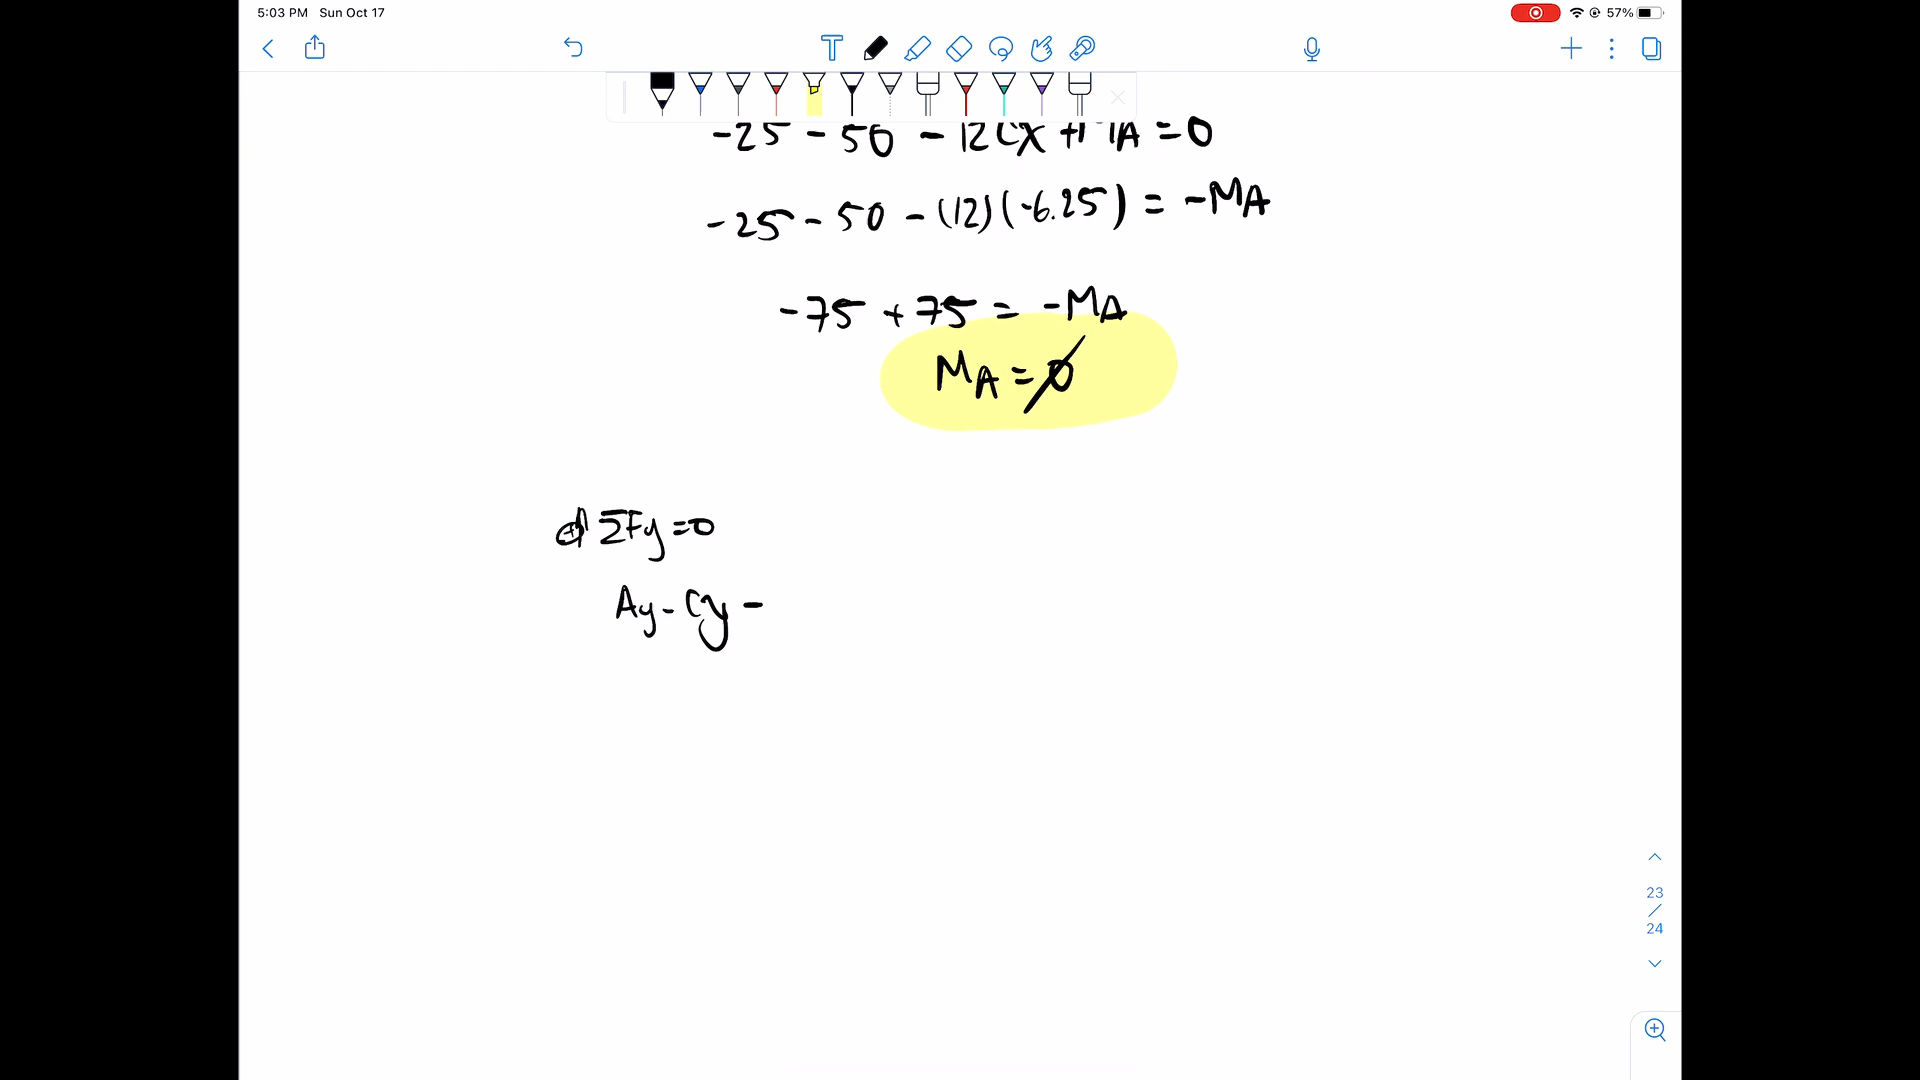 5:03 PM Sun Oct 17
57%
-25 - 50 - 12Cx + MA = 0
-25 - 50 - (12)(-6.25) = -MA
-75 + 75 = -MA
MA = 0
+↑ ΣFy = 0
Ay - Cy -
23
/
24